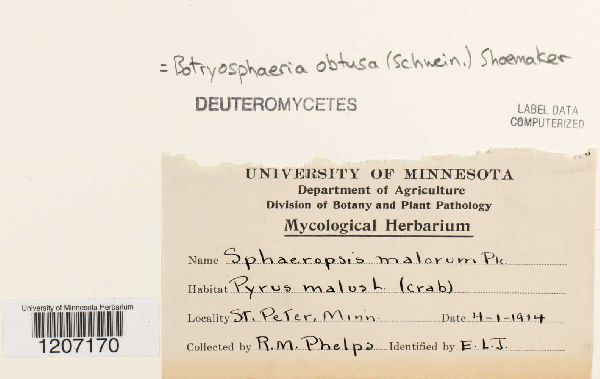 = Botryosphaeria obtusa (Schwein.) Shoemaker
DEUTEROMYCETES
LABEL DATA
COMPUTERIZED
UNIVERSITY OF MINNESOTA
Department of Agriculture
Division of Botany and Plant Pathology
Mycological Herbarium
Name Sphaeropsis malorum Pk.
Habitat Pyrus malus L (crab)
Locality St. Peter, Minn. Date 4-1-1914
Collected by R.M. Phelps Identified by E.L.J.
University of Minnesota Herbarium
1207170